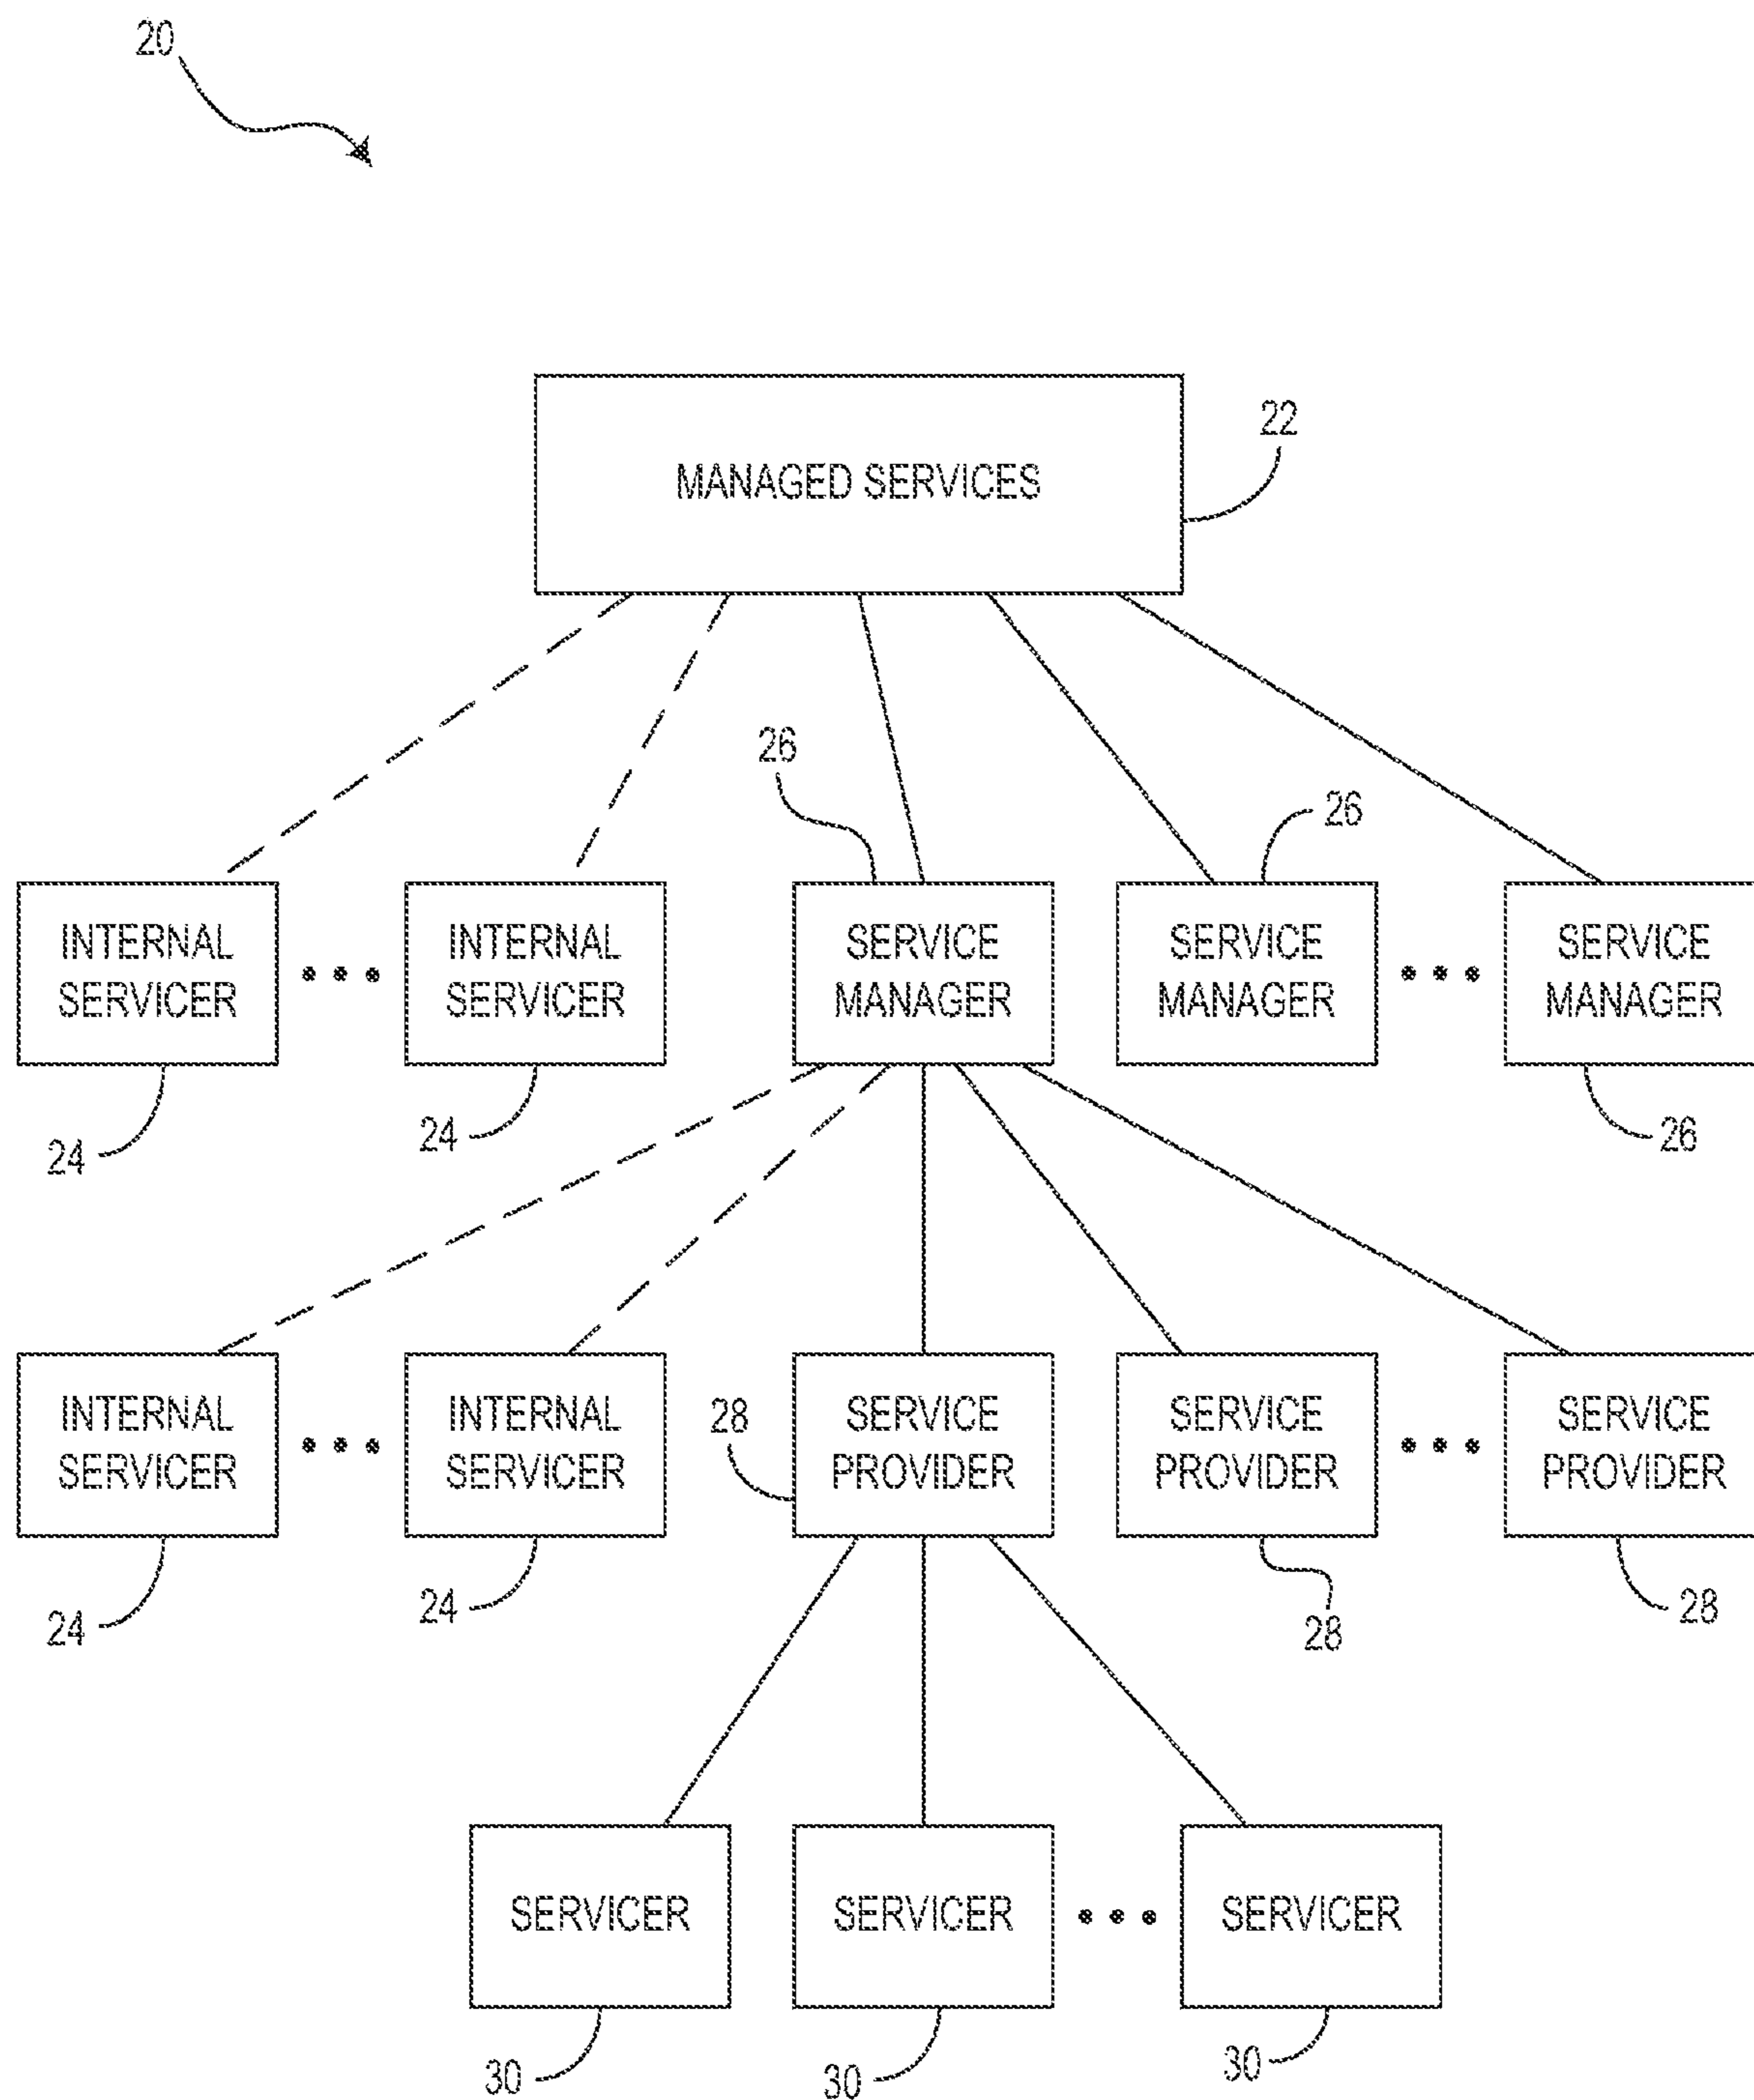 20
MANAGED SERVICES
22
26
26
INTERNAL
SERVICER
INTERNAL
SERVICER
SERVICE
MANAGER
SERVICE
MANAGER
SERVICE
MANAGER
24
24
26
INTERNAL
SERVICER
INTERNAL
SERVICER
28
SERVICE
PROVIDER
SERVICE
PROVIDER
SERVICE
PROVIDER
24
24
28
28
SERVICER
SERVICER
SERVICER
30
30
30